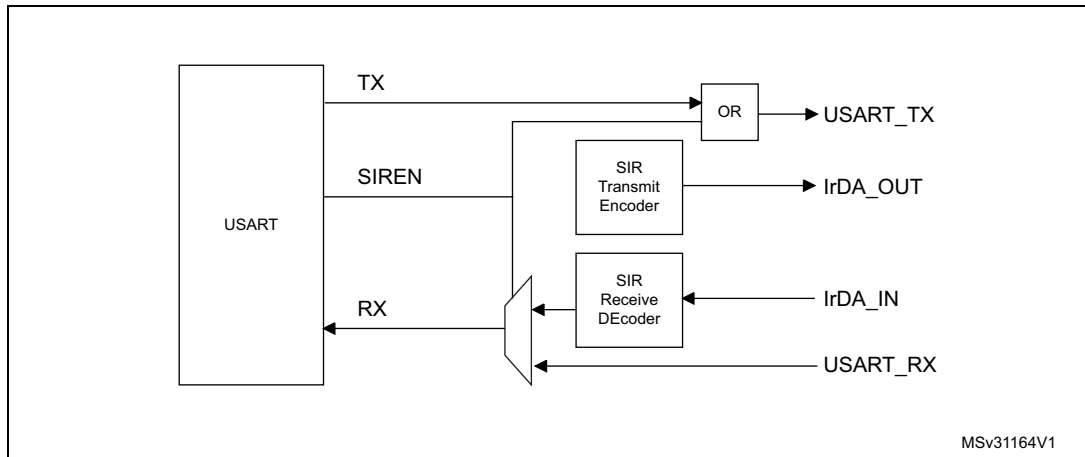 TX
OR
USART_TX
SIREN
SIR
Transmit
Encoder
IrDA_OUT
USART
SIR
Receive
DEcoder
IrDA_IN
RX
USART_RX
MSv31164V1